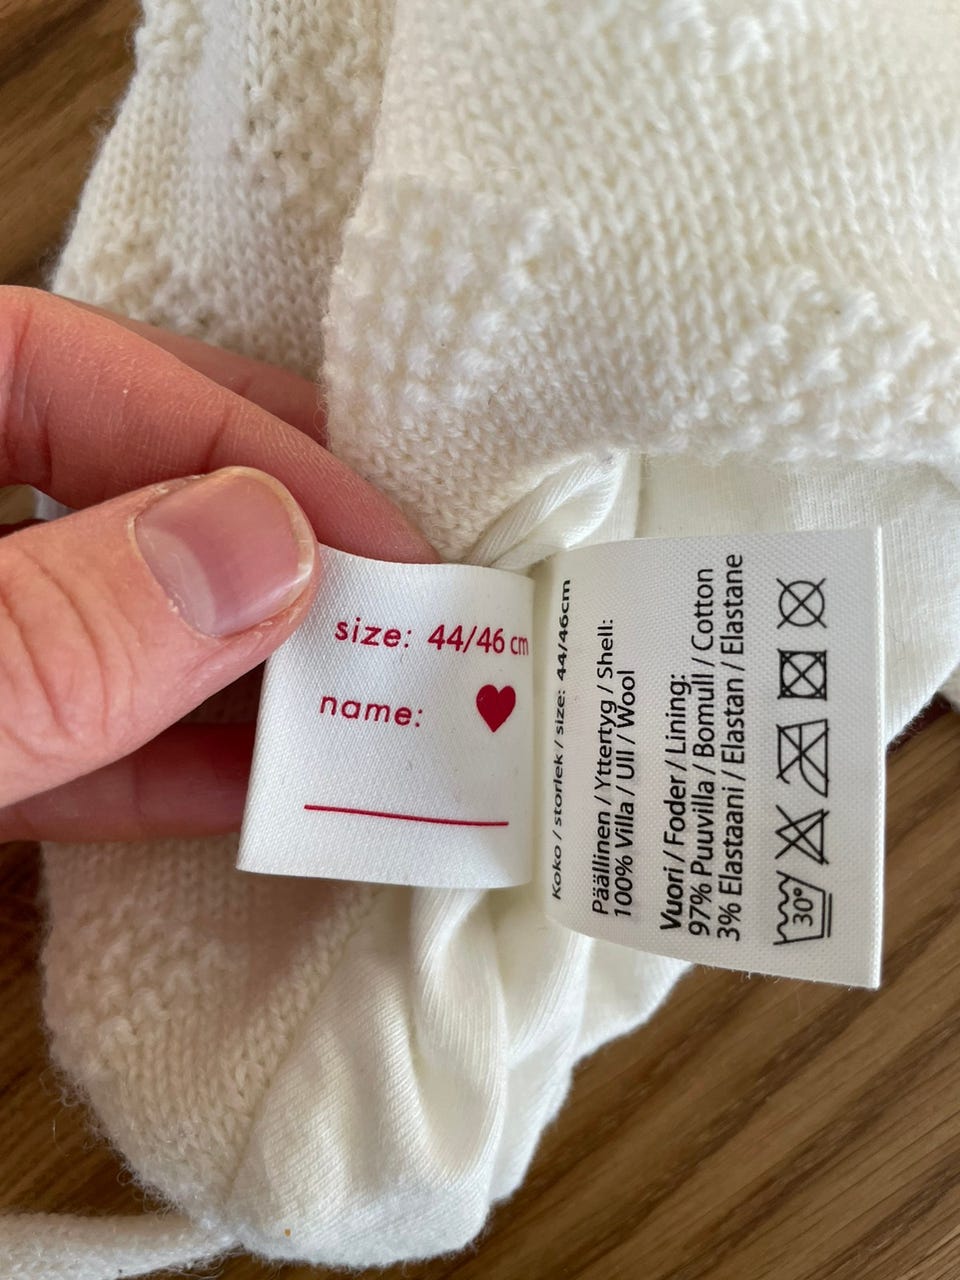 size: 44/46 cm
name:
Koko / storlek / size: 44/46cm
Päällinen / Yttertyg / Shell:
100% Villa / Ull / Wool
Vuori / Foder / Lining:
97% Puuvilla / Bomull / Cotton
3% Elastaani / Elastan / Elastane
30°